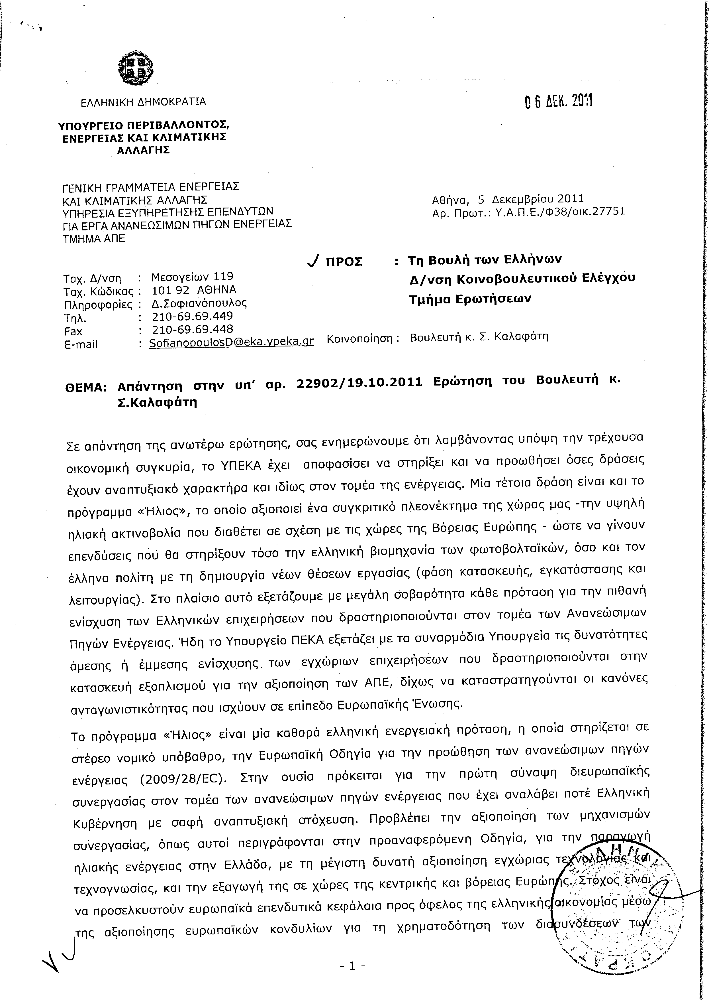 ΕΛΛΗΝΙΚΗ ΔΗΜΟΚΡΑΤΙΑ
06 ΔΕΚ. 2011
ΥΠΟΥΡΓΕΙΟ ΠΕΡΙΒΑΛΛΟΝΤΟΣ,
ΕΝΕΡΓΕΙΑΣ ΚΑΙ ΚΛΙΜΑΤΙΚΗΣ
ΑΛΛΑΓΗΣ
ΓΕΝΙΚΗ ΓΡΑΜΜΑΤΕΙΑ ΕΝΕΡΓΕΙΑΣ
ΚΑΙ ΚΛΙΜΑΤΙΚΗΣ ΑΛΛΑΓΗΣ
ΥΠΗΡΕΣΙΑ ΕΞΥΠΗΡΕΤΗΣΗΣ ΕΠΕΝΔΥΤΩΝ
ΓΙΑ ΕΡΓΑ ΑΝΑΝΕΩΣΙΜΩΝ ΠΗΓΩΝ ΕΝΕΡΓΕΙΑΣ
ΤΜΗΜΑ ΑΠΕ
Αθήνα, 5 Δεκεμβρίου 2011
Αρ. Πρωτ.: Υ.Α.Π.Ε./Φ38/οικ.27751
Ταχ. Δ/νση : Μεσογείων 119
Ταχ. Κώδικας : 101 92 ΑΘΗΝΑ
Πληροφορίες : Δ.Σοφιανόπουλος
Τηλ. : 210-69.69.449
Fax : 210-69.69.448
E-mail : SofianopoulosD@eka.ypeka.gr
ΠΡΟΣ : Τη Βουλή των Ελλήνων
Δ/νση Κοινοβουλευτικού Ελέγχου
Τμήμα Ερωτήσεων
Κοινοποίηση : Βουλευτή κ. Σ. Καλαφάτη
ΘΕΜΑ: Απάντηση στην υπ' αρ. 22902/19.10.2011 Ερώτηση του Βουλευτή κ.
Σ.Καλαφάτη
Σε απάντηση της ανωτέρω ερώτησης, σας ενημερώνουμε ότι λαμβάνοντας υπόψη την τρέχουσα
οικονομική συγκυρία, το ΥΠΕΚΑ έχει αποφασίσει να στηρίξει και να προωθήσει όσες δράσεις
έχουν αναπτυξιακό χαρακτήρα και ιδίως στον τομέα της ενέργειας. Μία τέτοια δράση είναι και το
πρόγραμμα «Ήλιος», το οποίο αξιοποιεί ένα συγκριτικό πλεονέκτημα της χώρας μας -την υψηλή
ηλιακή ακτινοβολία που διαθέτει σε σχέση με τις χώρες της Βόρειας Ευρώπης - ώστε να γίνουν
επενδύσεις που θα στηρίξουν τόσο την ελληνική βιομηχανία των φωτοβολταϊκών, όσο και τον
έλληνα πολίτη με τη δημιουργία νέων θέσεων εργασίας (φάση κατασκευής, εγκατάστασης και
λειτουργίας). Στο πλαίσιο αυτό εξετάζουμε με μεγάλη σοβαρότητα κάθε πρόταση για την πιθανή
ενίσχυση των Ελληνικών επιχειρήσεων που δραστηριοποιούνται στον τομέα των Ανανεώσιμων
Πηγών Ενέργειας. Ήδη το Υπουργείο ΠΕΚΑ εξετάζει με τα συναρμόδια Υπουργεία τις δυνατότητες
άμεσης ή έμμεσης ενίσχυσης των εγχώριων επιχειρήσεων που δραστηριοποιούνται στην
κατασκευή εξοπλισμού για την αξιοποίηση των ΑΠΕ, δίχως να καταστρατηγούνται οι κανόνες
ανταγωνιστικότητας που ισχύουν σε επίπεδο Ευρωπαϊκής Ένωσης.
Το πρόγραμμα «Ήλιος» είναι μία καθαρά ελληνική ενεργειακή πρόταση, η οποία στηρίζεται σε
στέρεο νομικό υπόβαθρο, την Ευρωπαϊκή Οδηγία για την προώθηση των ανανεώσιμων πηγών
ενέργειας (2009/28/EC). Στην ουσία πρόκειται για την πρώτη σύναψη διευρωπαϊκής
συνεργασίας στον τομέα των ανανεώσιμων πηγών ενέργειας που έχει αναλάβει ποτέ Ελληνική
Κυβέρνηση με σαφή αναπτυξιακή στόχευση. Προβλέπει την αξιοποίηση των μηχανισμών
συνεργασίας, όπως αυτοί περιγράφονται στην προαναφερόμενη Οδηγία, για την παραγωγή
ηλιακής ενέργειας στην Ελλάδα, με τη μέγιστη δυνατή αξιοποίηση εγχώριας τεχνολογίας και
τεχνογνωσίας, και την εξαγωγή της σε χώρες της κεντρικής και βόρειας Ευρώπης. Στόχος είναι
να προσελκυστούν ευρωπαϊκά επενδυτικά κεφάλαια προς όφελος της ελληνικής οικονομίας μέσω
της αξιοποίησης ευρωπαϊκών κονδυλίων για τη χρηματοδότηση των διασυνδέσεων των
- 1 -